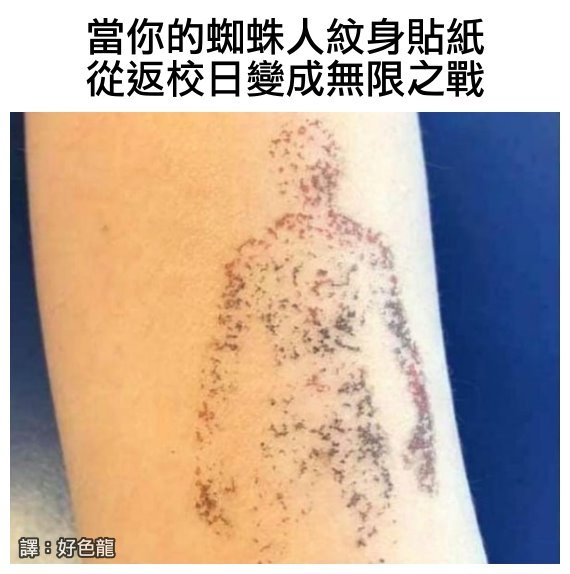 當你的蜘蛛人紋身貼紙
從返校日變成無限之戰
譯：好色龍